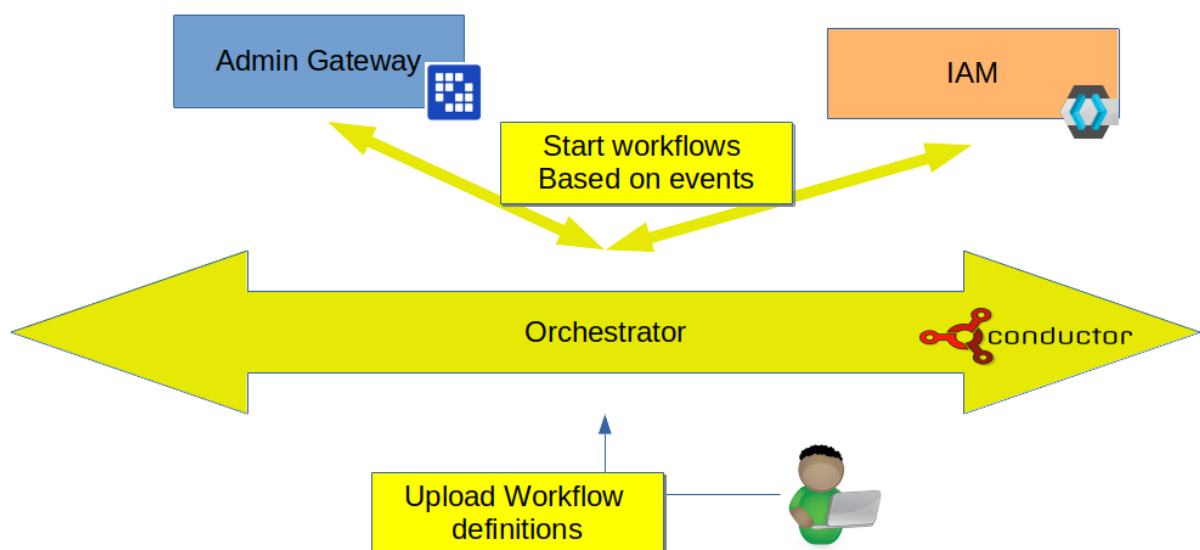 Admin Gateway
IAM
Start workflows
Based on events
Orchestrator
conductor
Upload Workflow
definitions